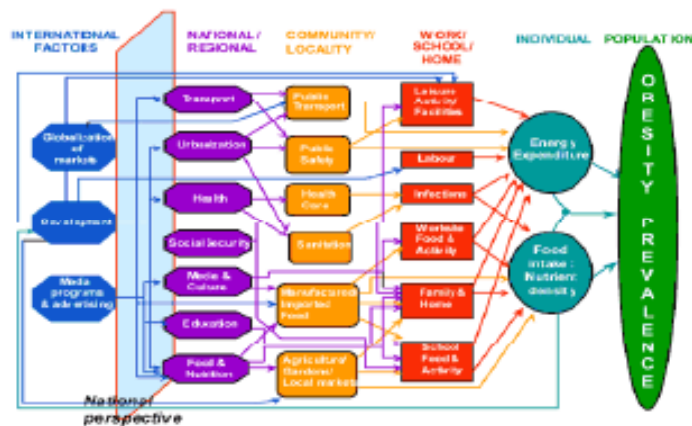 INTERNATIONAL
FACTORS
NATIONAL/
REGIONAL
COMMUNITY/
LOCALITY
WORK/
SCHOOL/
HOME
INDIVIDUAL
POPULATION
Globalization
of
markets
Development
Media
programs
& advertising
Transport
Urbanization
Health
Social Security
Media &
Culture
Education
Food &
Nutrition
National
perspective
Public
Transport
Public
Safety
Health
Care
Sanitation
Manufactured/
Imported
Food
Agriculture/
Gardens/
Local markets
Leisure
Activity/
Facilities
Labour
Infections
Worksite
Food &
Activity
Family &
Home
School
Food &
Activity
Energy
Expenditure
Food
intake :
Nutrient
density
OBESITY PREVALENCE